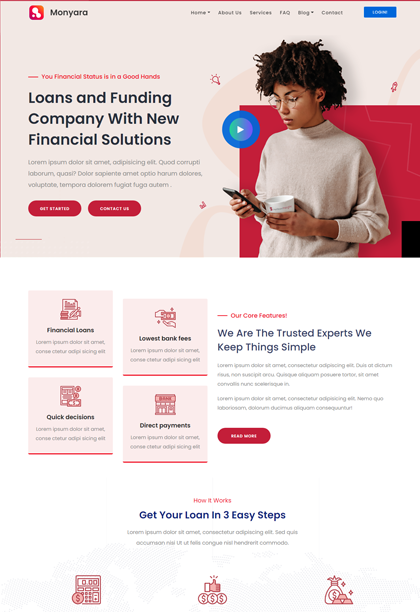 Monyara
Home About Us Services FAQ Blog Contact
LOGIN!
You Financial Status is in a Good Hands
Loans and Funding
Company With New
Financial Solutions
Lorem ipsum dolor sit amet, adipisicing elit. Quod corrupti
laborum, quasi? Dolor sapiente amet optio harum dolores,
voluptate, tempora dolorem fugiat fuga autem .
GET STARTED
CONTACT US
Financial Loans
Lorem ipsum dolor sit amet,
conse ctetur adipi sicing elit
Lowest bank fees
Lorem ipsum dolor sit amet,
conse ctetur adipi sicing elit
Quick decisions
Lorem ipsum dolor sit amet,
conse ctetur adipi sicing elit
BANK
Direct payments
Lorem ipsum dolor sit amet,
conse ctetur adipi sicing elit
Our Core Features!
We Are The Trusted Experts We
Keep Things Simple
Lorem ipsum dolor sit amet, consectetur adipisicing elit. Duis at dictum
risus, non suscipit arcu. Quisque aliquam posuere tortor, sit amet
convallis nunc scelerisque in.
Lorem ipsum dolor sit amet, consectetur adipisicing elit. Nemo quis
laboriosam, dolorum ducimus aliquam consequuntur!
READ MORE
How It Works
Get Your Loan In 3 Easy Steps
Lorem ipsum dolor sit amet, consectetur adipiscing elit. Duis quis
accumsan nisi Ut ut felis congue nisl hendrerit commodo.